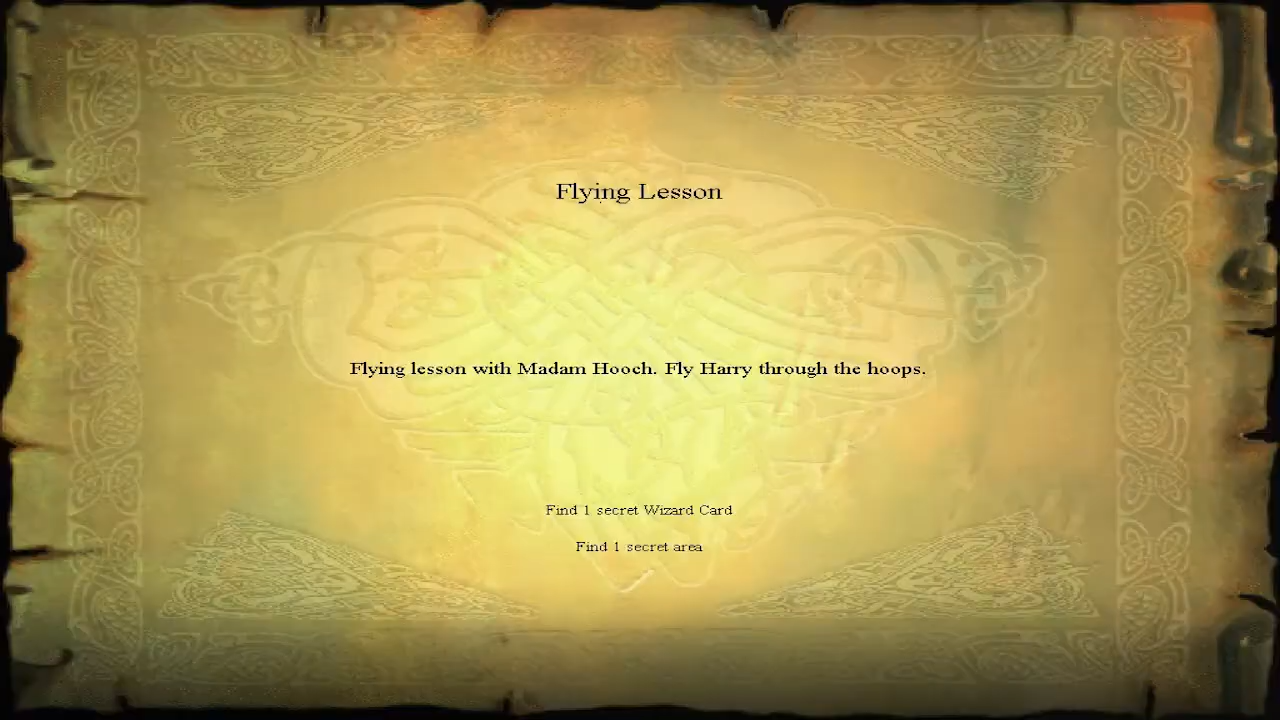 Flying Lesson
Flying lesson with Madam Hooch. Fly Harry through the hoops.
Find 1 secret Wizard Card
Find 1 secret area